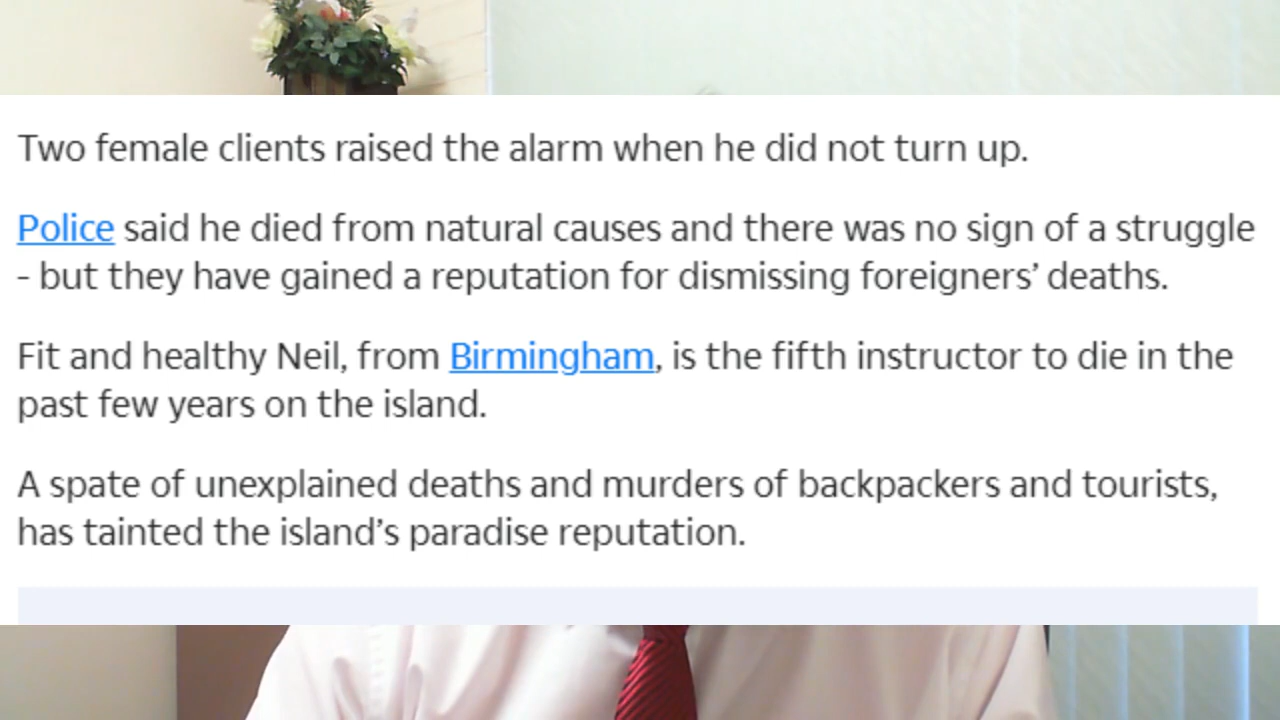 Two female clients raised the alarm when he did not turn up.
Police said he died from natural causes and there was no sign of a struggle
- but they have gained a reputation for dismissing foreigners’ deaths.
Fit and healthy Neil, from Birmingham, is the fifth instructor to die in the
past few years on the island.
A spate of unexplained deaths and murders of backpackers and tourists,
has tainted the island’s paradise reputation.